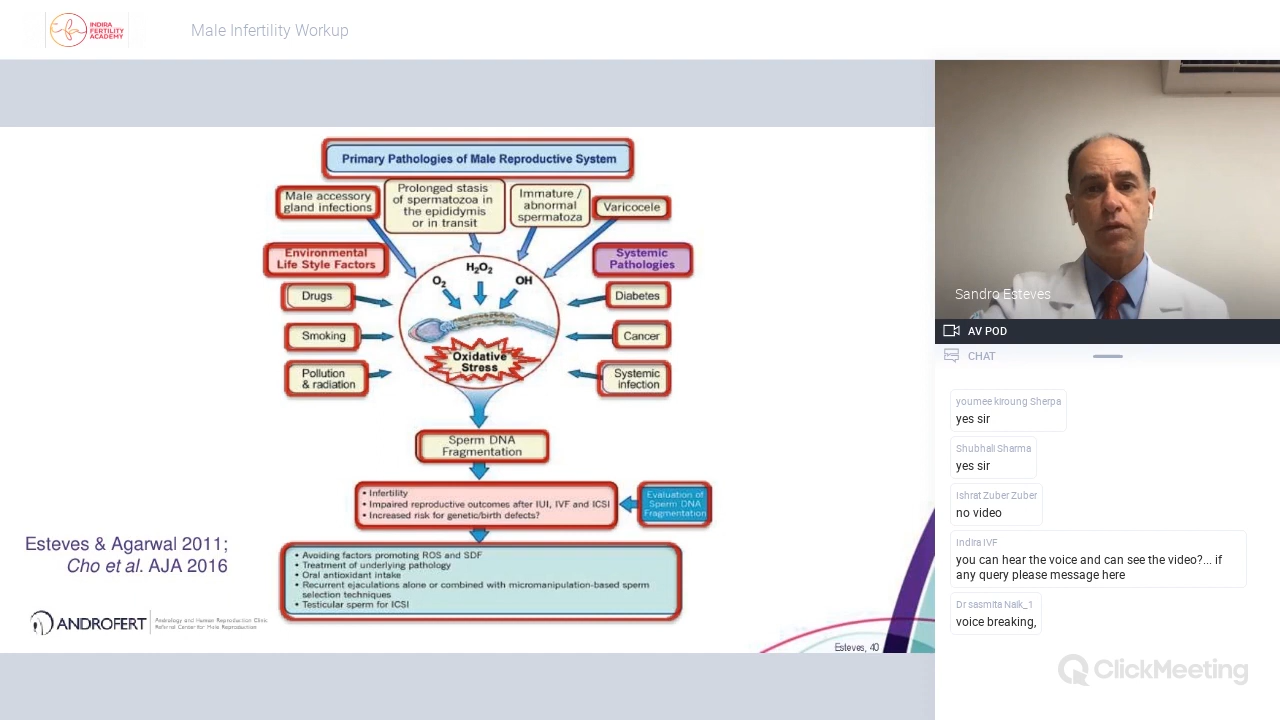 INDIRA
FERTILITY
ACADEMY
Male Infertility Workup
Primary Pathologies of Male Reproductive System
Male accessory
gland infections
Prolonged stasis
of spermatozoa in
the epididymis
or in transit
Immature /
abnormal
spermatoza
Varicocele
Environmental
Life Style Factors
Systemic
Pathologies
O2
H2O2
OH
Drugs
Smoking
Pollution
& radiation
Diabetes
Cancer
Systemic
infection
Oxidative
Stress
Sperm DNA
Fragmentation
• Infertility
• Impaired reproductive outcomes after IUI, IVF and ICSI
• Increased risk for genetic/birth defects?
Evaluation of
Sperm DNA
Fragmentation
• Avoiding factors promoting ROS and SDF
• Treatment of underlying pathology
• Oral antioxidant intake
• Recurrent ejaculations alone or combined with micromanipulation-based sperm
selection techniques
• Testicular sperm for ICSI
Esteves & Agarwal 2011;
Cho et al. AJA 2016
ANDROFERT
Andrology and Human Reproduction Clinic
Referral Center for Male Reproduction
Esteves, 40
Sandro Esteves
AV POD
CHAT
youmee kiroung Sherpa
yes sir
Shubhali Sharma
yes sir
Ishrat Zuber Zuber
no video
Indira IVF
you can hear the voice and can see the video?... if
any query please message here
Dr sasmita Naik_1
voice breaking,
ClickMeeting